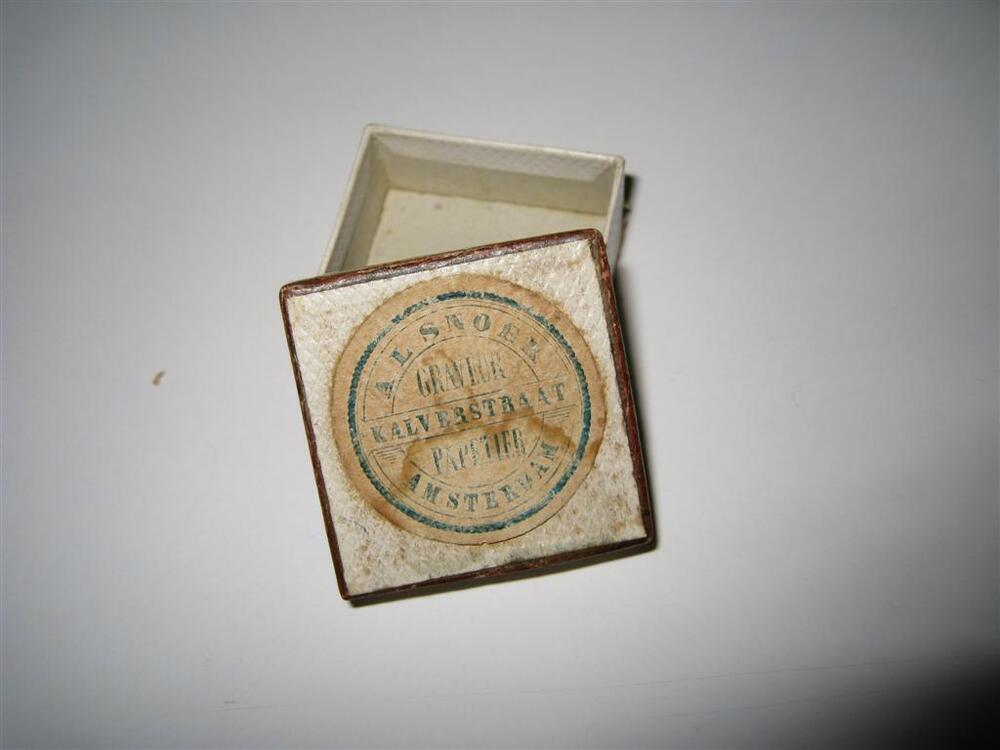 A L SNOEK
GRAVEUR
KALVERSTRAAT
PAPETIER
AMSTERDAM